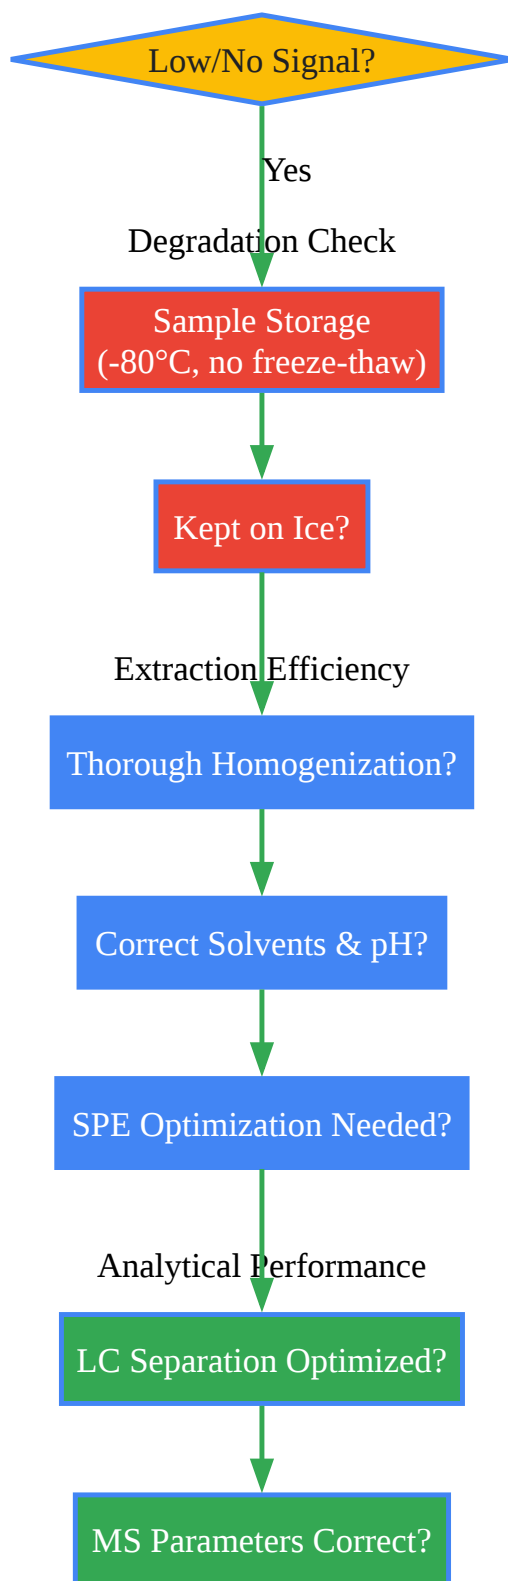 Low/No Signal?
Yes
Degradation Check
Sample Storage
(-80°C, no freeze-thaw)
Kept on Ice?
Extraction Efficiency
Thorough Homogenization?
Correct Solvents & pH?
SPE Optimization Needed?
Analytical Performance
LC Separation Optimized?
MS Parameters Correct?